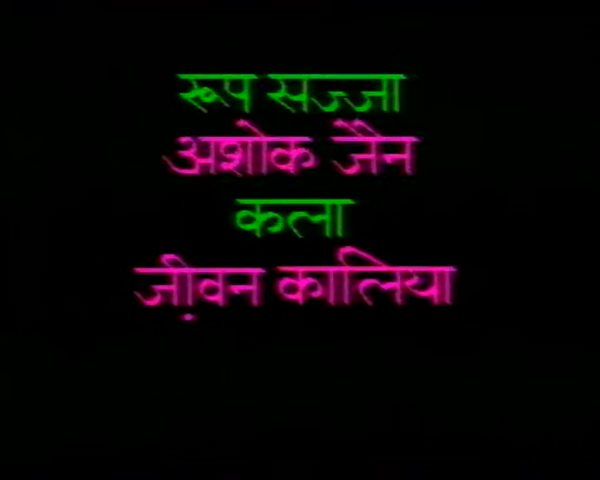 रूप सज्जा
अशोक जैन
कला
जीवन कालिया